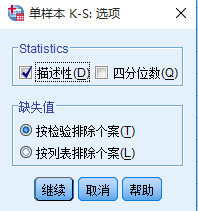 单样本 K-S: 选项
Statistics
描述性(D) 四分位数(Q)
缺失值
按检验排除个案(T)
按列表排除个案(L)
继续 取消 帮助